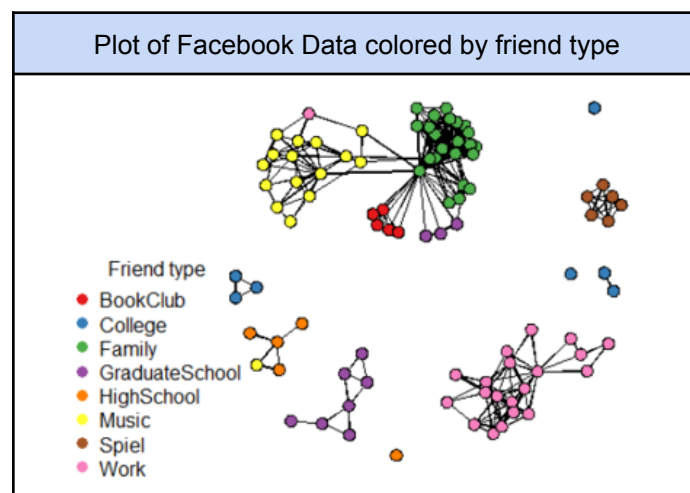 Plot of Facebook Data colored by friend type
Friend type
BookClub
College
Family
GraduateSchool
HighSchool
Music
Spiel
Work